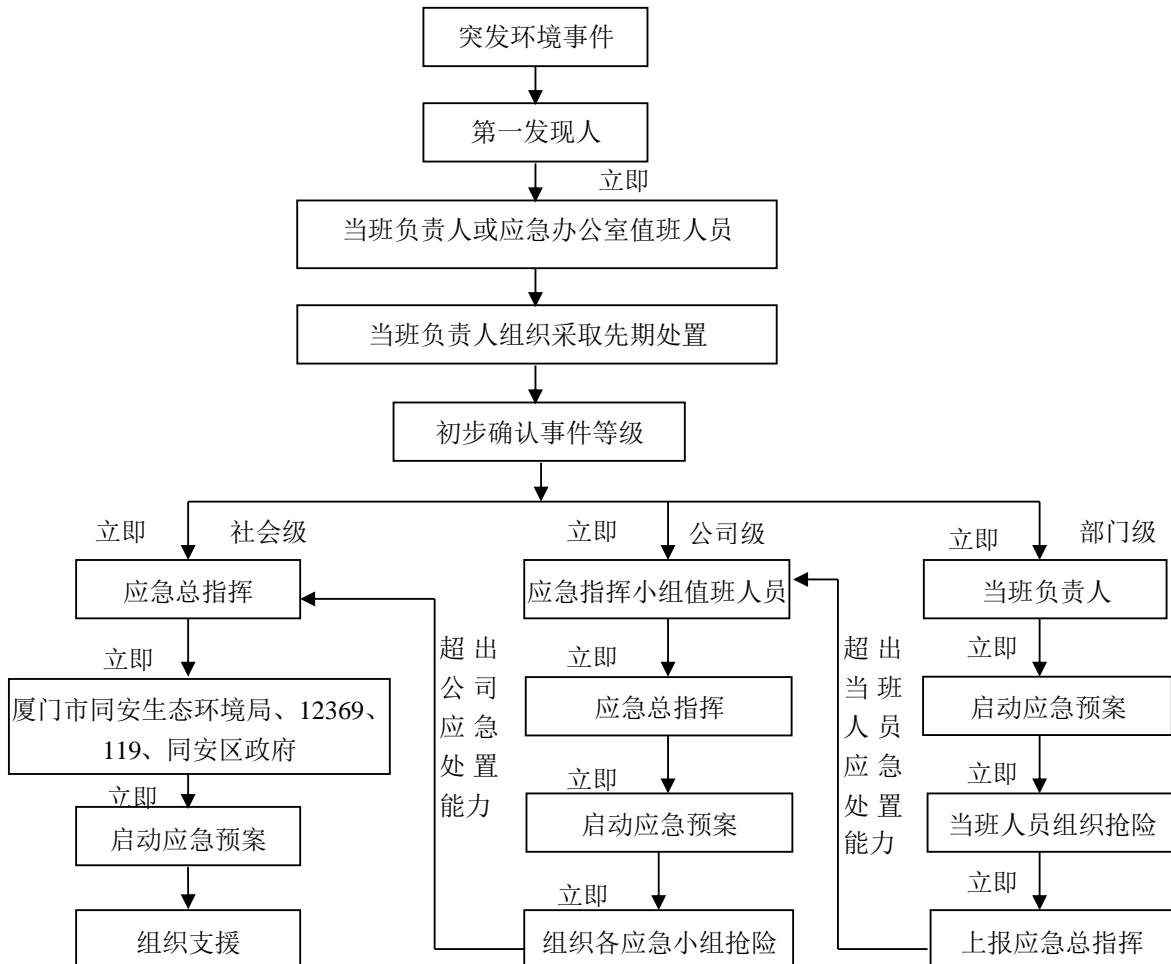 突发环境事件
第一发现人
立即
当班负责人或应急办公室值班人员
当班负责人组织采取先期处置
初步确认事件等级
立即
社会级
立即
公司级
立即
部门级
应急总指挥
应急指挥小组值班人员
当班负责人
立即
立即
立即
厦门市同安生态环境局、12369、
119、同安区政府
应急总指挥
启动应急预案
超出
公司
应急
处置
能力
超出
当班
人员
应急
处置
能力
立即
立即
立即
启动应急预案
启动应急预案
当班人员组织抢险
立即
立即
组织支援
组织各应急小组抢险
上报应急总指挥